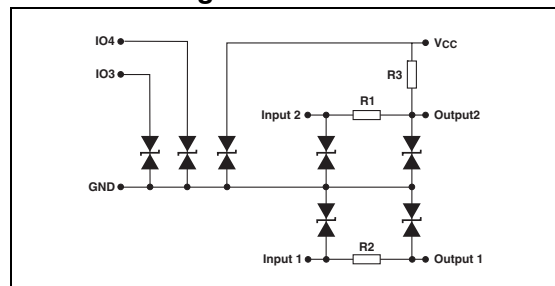 IO4
VCC
IO3
R3
R1
Input 2
Output2
GND
R2
Input 1
Output 1